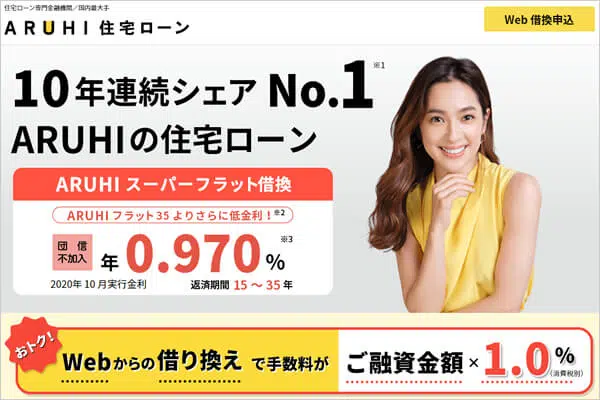 住宅ローン専門金融機関／国内最大手
ARUHI 住宅ローン
Web 借換申込
10年連続シェア No.1 ※1
ARUHIの住宅ローン
ARUHI スーパーフラット借換
ARUHI フラット35 よりさらに低金利！※2
団信
不加入
年 0.970% ※3
2020年10月実行金利 返済期間 15～35年
おトク！
Webからの借り換えで手数料が ご融資金額×1.0%
(消費税別)